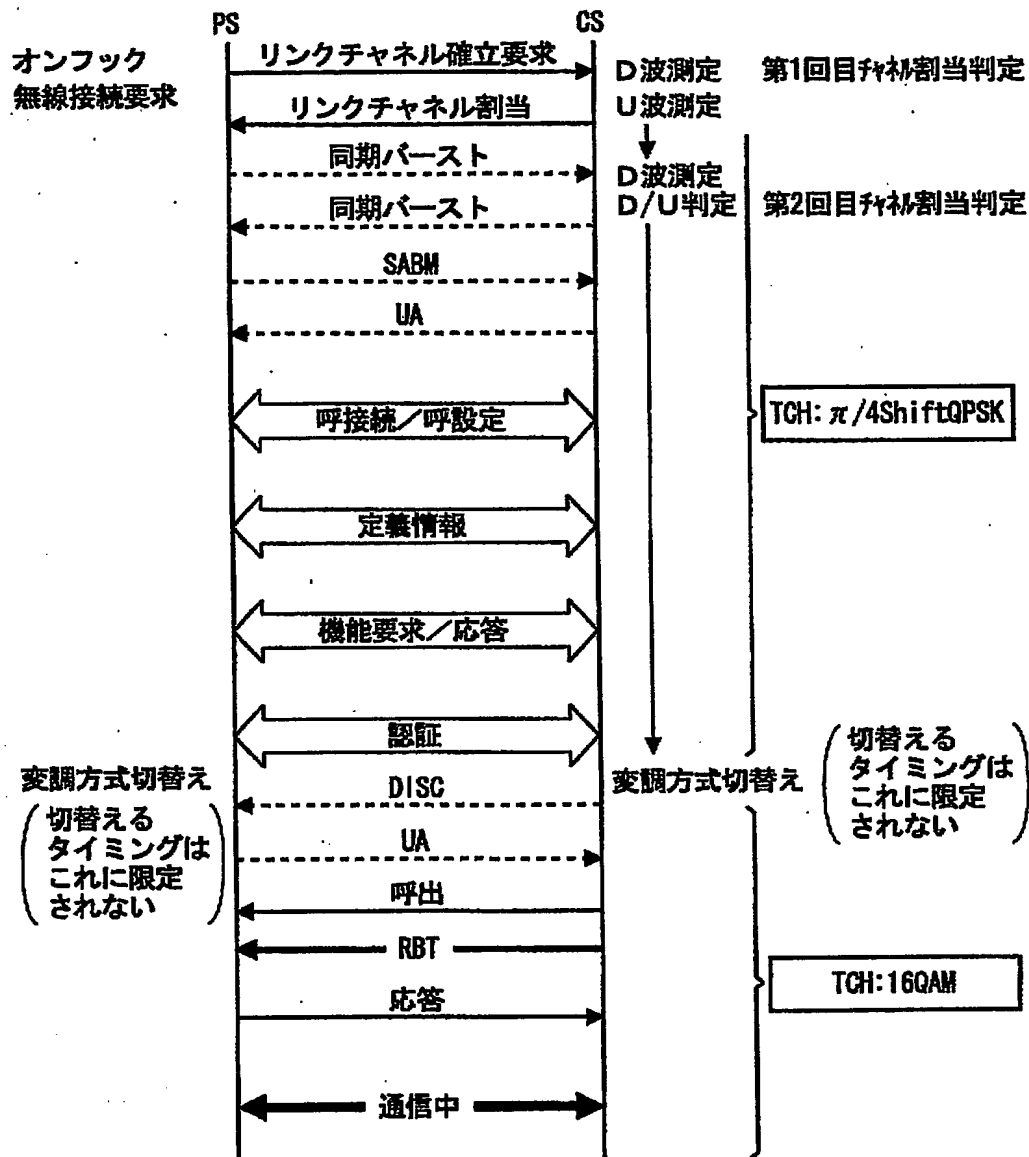 PS
CS
オンフック
無線接続要求
リンクチャネル確立要求
D波測定
第1回目チャネル割当判定
リンクチャネル割当
U波測定
同期バースト
D波測定
同期バースト
D/U判定
第2回目チャネル割当判定
SABM
UA
呼接続/呼設定
TCH:π/4ShiftQPSK
定義情報
機能要求/応答
認証
変調方式切替え
切替える
タイミングは
これに限定
されない
DISC
変調方式切替え
切替える
タイミングは
これに限定
されない
UA
呼出
RBT
TCH:16QAM
応答
通信中